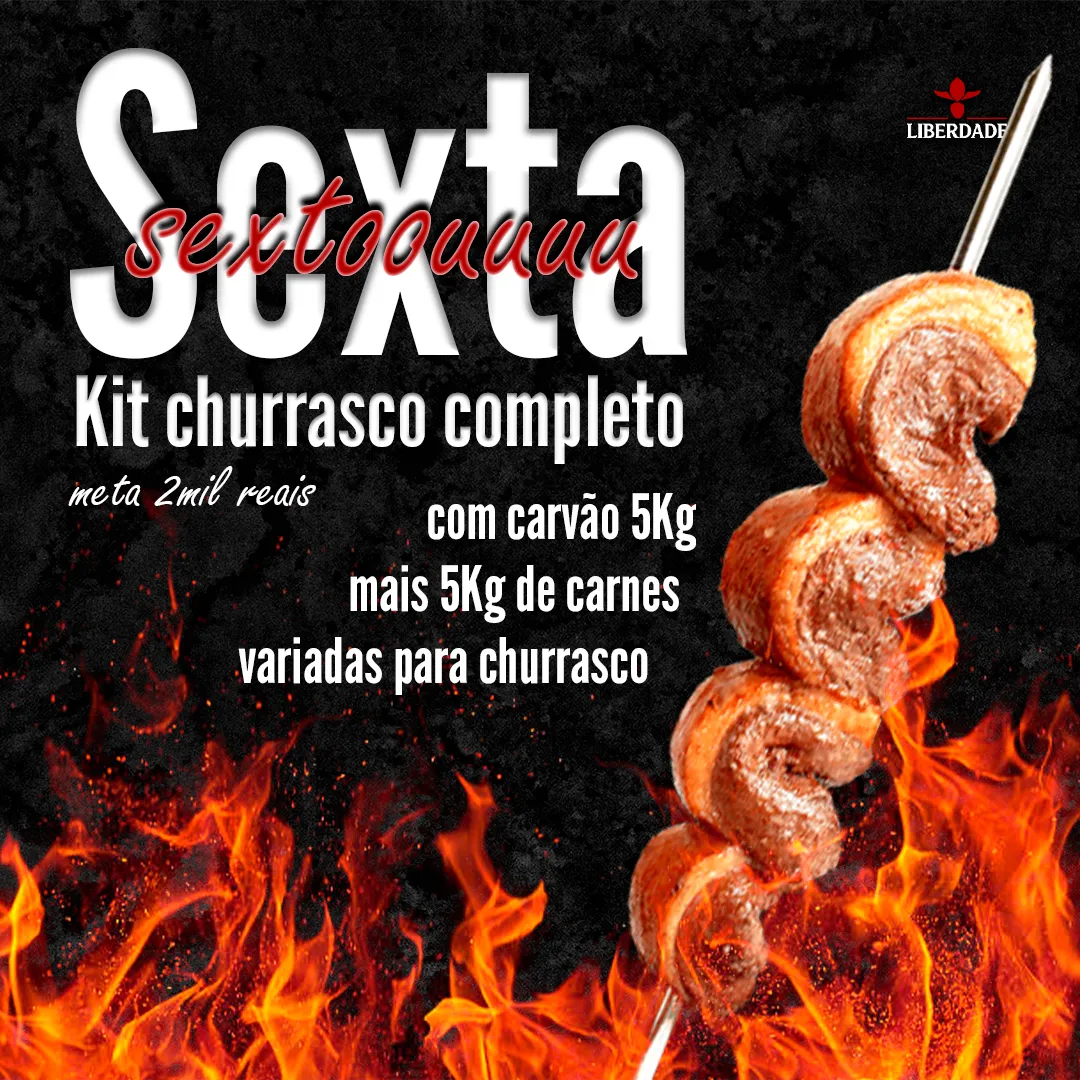 Sexta
sextoouuuu
LIBERDADE
Kit churrasco completo
meta 2mil reais
com carvão 5Kg
mais 5Kg de carnes
variadas para churrasco